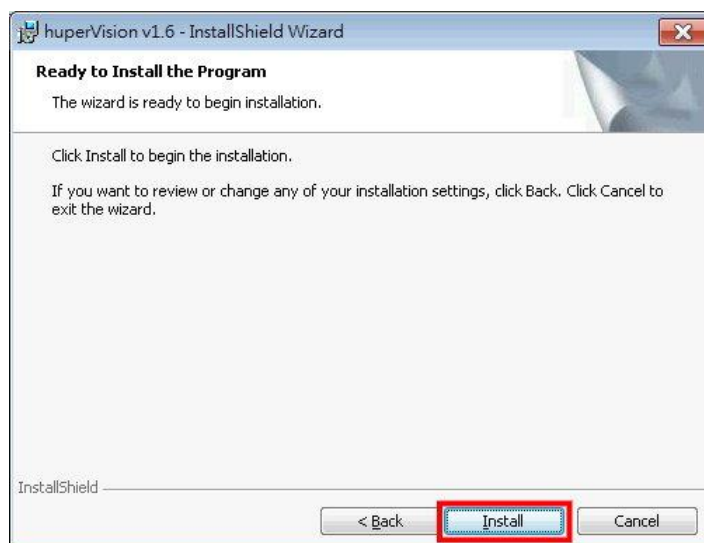 huperVision v1.6 - InstallShield Wizard
Ready to Install the Program
The wizard is ready to begin installation.
Click Install to begin the installation.
If you want to review or change any of your installation settings, click Back. Click Cancel to
exit the wizard.
InstallShield
< Back Install Cancel